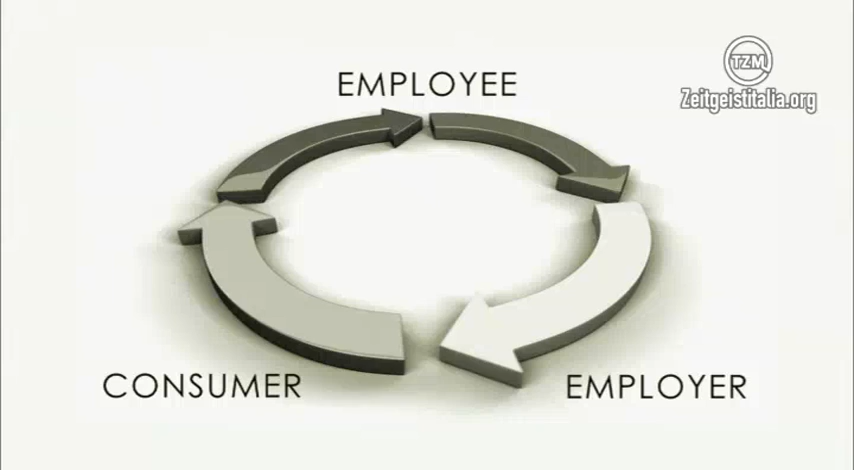 EMPLOYEE
TZM
Zeitgeistitalia.org
CONSUMER
EMPLOYER